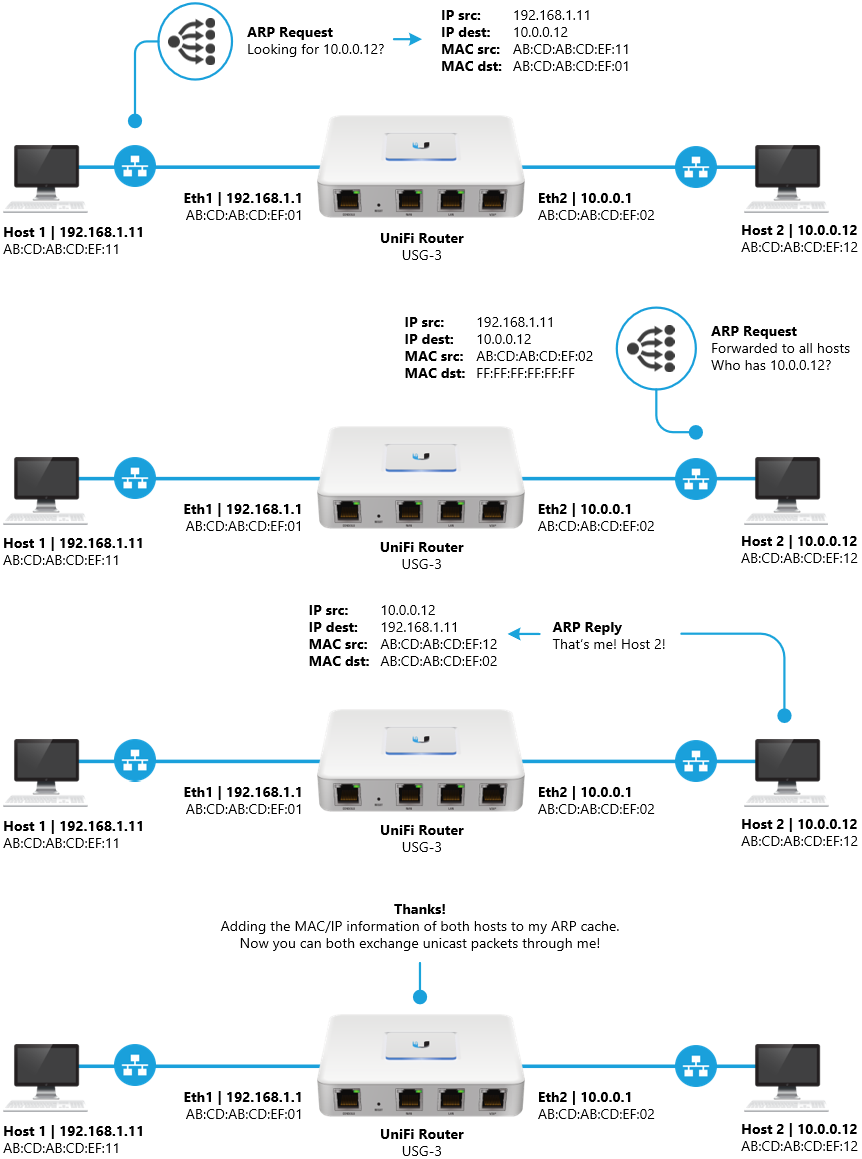 ARP Request
Looking for 10.0.0.12?
IP src: 192.168.1.11
IP dest: 10.0.0.12
MAC src: AB:CD:AB:CD:EF:11
MAC dst: AB:CD:AB:CD:EF:01
Eth1 | 192.168.1.1
AB:CD:AB:CD:EF:01
Eth2 | 10.0.0.1
AB:CD:AB:CD:EF:02
Host 1 | 192.168.1.11
AB:CD:AB:CD:EF:11
UniFi Router
USG-3
Host 2 | 10.0.0.12
AB:CD:AB:CD:EF:12
IP src: 192.168.1.11
IP dest: 10.0.0.12
MAC src: AB:CD:AB:CD:EF:02
MAC dst: FF:FF:FF:FF:FF:FF
ARP Request
Forwarded to all hosts
Who has 10.0.0.12?
Eth1 | 192.168.1.1
AB:CD:AB:CD:EF:01
Eth2 | 10.0.0.1
AB:CD:AB:CD:EF:02
Host 1 | 192.168.1.11
AB:CD:AB:CD:EF:11
UniFi Router
USG-3
Host 2 | 10.0.0.12
AB:CD:AB:CD:EF:12
IP src: 10.0.0.12
IP dest: 192.168.1.11
MAC src: AB:CD:AB:CD:EF:12
MAC dst: AB:CD:AB:CD:EF:02
ARP Reply
That's me! Host 2!
Eth1 | 192.168.1.1
AB:CD:AB:CD:EF:01
Eth2 | 10.0.0.1
AB:CD:AB:CD:EF:02
Host 1 | 192.168.1.11
AB:CD:AB:CD:EF:11
UniFi Router
USG-3
Host 2 | 10.0.0.12
AB:CD:AB:CD:EF:12
Thanks!
Adding the MAC/IP information of both hosts to my ARP cache.
Now you can both exchange unicast packets through me!
Eth1 | 192.168.1.1
AB:CD:AB:CD:EF:01
Eth2 | 10.0.0.1
AB:CD:AB:CD:EF:02
Host 1 | 192.168.1.11
AB:CD:AB:CD:EF:11
UniFi Router
USG-3
Host 2 | 10.0.0.12
AB:CD:AB:CD:EF:12